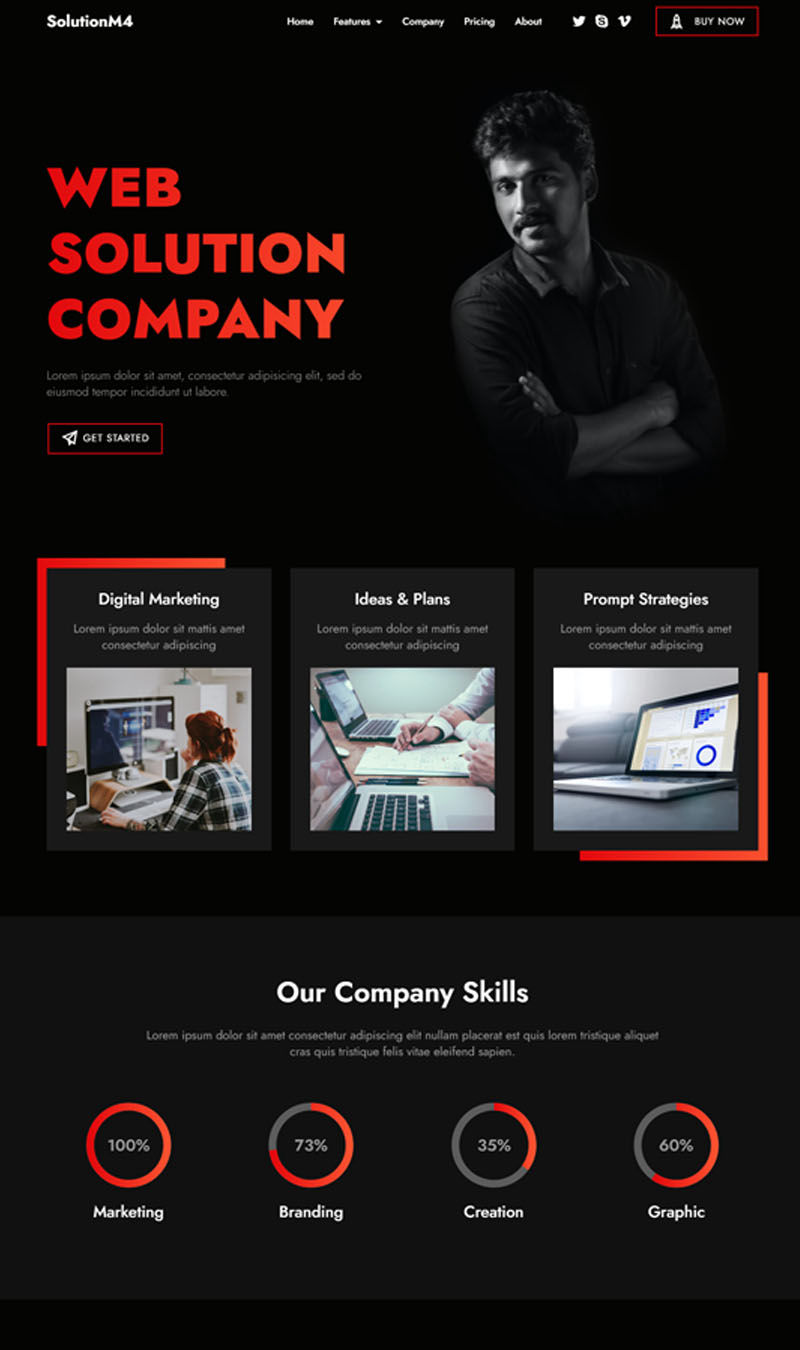 SolutionM4
Home Features Company Pricing About
BUY NOW
WEB
SOLUTION
COMPANY
Lorem ipsum dolor sit amet, consectetur adipisicing elit, sed do
eiusmod tempor incididunt ut labore.
GET STARTED
Digital Marketing
Lorem ipsum dolor sit mattis amet
consectetur adipiscing
Ideas & Plans
Lorem ipsum dolor sit mattis amet
consectetur adipiscing
Prompt Strategies
Lorem ipsum dolor sit mattis amet
consectetur adipiscing
Our Company Skills
Lorem ipsum dolor sit amet consectetur adipiscing elit nullam placerat est quis lorem tristique aliquet
cras quis tristique felis vitae eleifend sapien.
100% 73% 35% 60%
Marketing Branding Creation Graphic